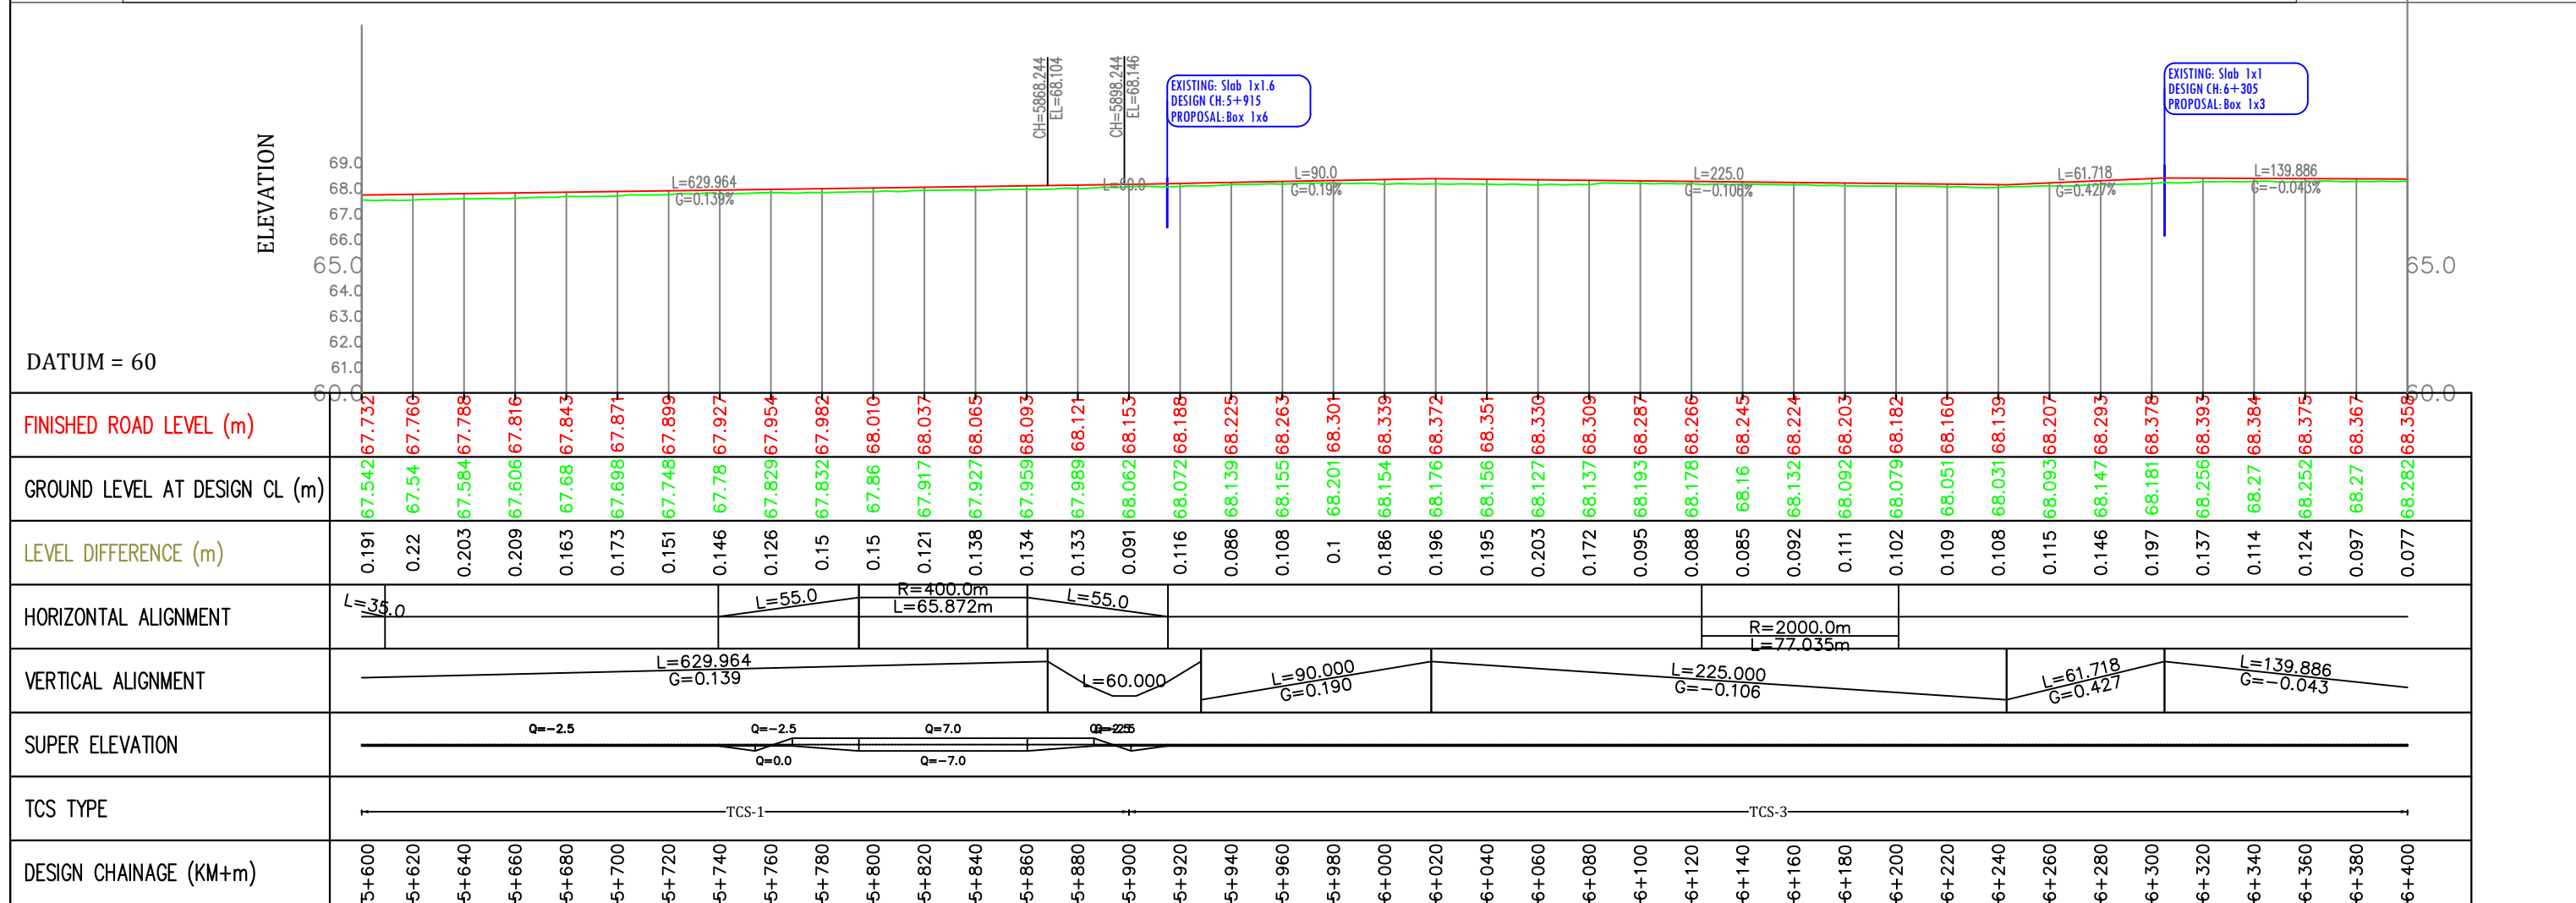 CH=5868.244
EL=68.104
CH=5898.244
EL=68.146
EXISTING: Slab 1x1.6
DESIGN CH:5+915
PROPOSAL:Box 1x6
EXISTING: Slab 1x1
DESIGN CH:6+305
PROPOSAL:Box 1x3
ELEVATION
69.0
68.0
67.0
66.0
65.0
64.0
63.0
62.0
61.0
60.0
65.0
60.0
L=629.964
G=0.139%
L=60.0
L=90.0
G=0.19%
L=225.0
G=-0.106%
L=61.718
G=0.427%
L=139.886
G=-0.043%
DATUM = 60
FINISHED ROAD LEVEL (m) 67.732 67.760 67.788 67.816 67.843 67.871 67.899 67.927 67.954 67.982 68.010 68.037 68.065 68.093 68.121 68.153 68.188 68.225 68.263 68.301 68.339 68.372 68.351 68.330 68.309 68.287 68.266 68.245 68.224 68.203 68.182 68.160 68.139 68.207 68.293 68.378 68.393 68.384 68.375 68.367 68.358
GROUND LEVEL AT DESIGN CL (m) 67.542 67.54 67.584 67.606 67.68 67.698 67.748 67.78 67.829 67.832 67.86 67.917 67.927 67.959 67.989 68.062 68.072 68.139 68.155 68.201 68.154 68.176 68.156 68.127 68.137 68.193 68.178 68.16 68.132 68.092 68.079 68.051 68.031 68.093 68.147 68.181 68.256 68.27 68.252 68.27 68.282
LEVEL DIFFERENCE (m) 0.191 0.22 0.203 0.209 0.163 0.173 0.151 0.146 0.126 0.15 0.15 0.121 0.138 0.134 0.133 0.091 0.116 0.086 0.108 0.1 0.186 0.196 0.195 0.203 0.172 0.095 0.088 0.085 0.092 0.111 0.102 0.109 0.108 0.115 0.146 0.197 0.137 0.114 0.124 0.097 0.077
HORIZONTAL ALIGNMENT
L=35.0
L=55.0
R=400.0m
L=65.872m
L=55.0
R=2000.0m
L=77.035m
VERTICAL ALIGNMENT
L=629.964
G=0.139
L=60.000
L=90.000
G=0.190
L=225.000
G=-0.106
L=61.718
G=0.427
L=139.886
G=-0.043
SUPER ELEVATION
Q=-2.5
Q=-2.5
Q=0.0
Q=7.0
Q=-7.0
TCS TYPE
TCS-1
TCS-3
DESIGN CHAINAGE (KM+m) 5+600 5+620 5+640 5+660 5+680 5+700 5+720 5+740 5+760 5+780 5+800 5+820 5+840 5+860 5+880 5+900 5+920 5+940 5+960 5+980 6+000 6+020 6+040 6+060 6+080 6+100 6+120 6+140 6+160 6+180 6+200 6+220 6+240 6+260 6+280 6+300 6+320 6+340 6+360 6+380 6+400